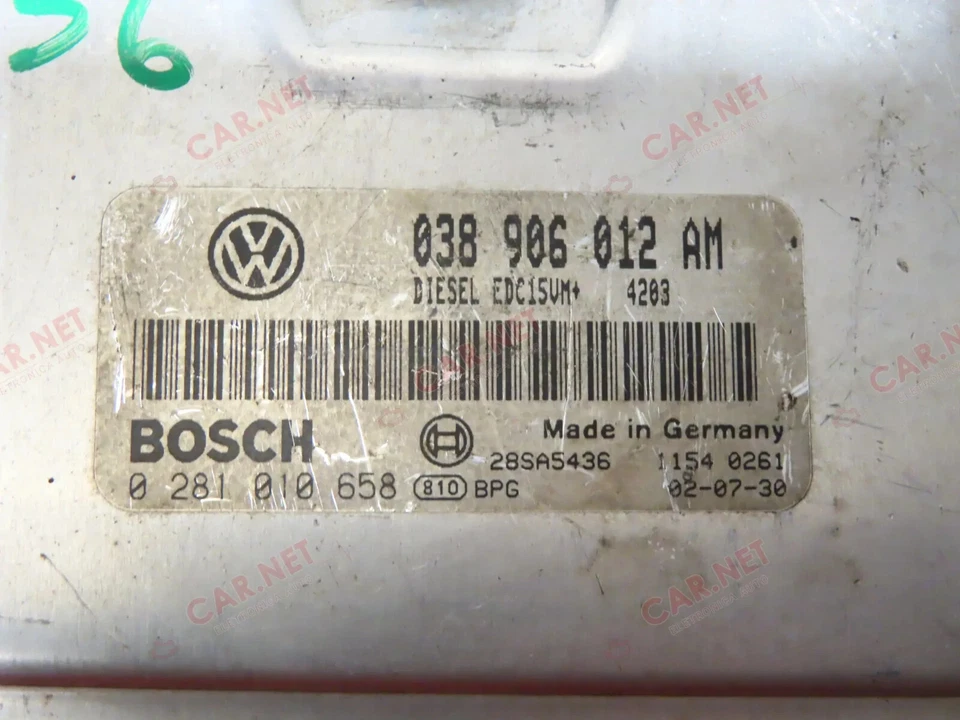 56
VW
038 906 012 AM
DIESEL EDC15VM+ 4203
BOSCH
Made in Germany
28SA5436 1154 0261
0 281 010 658 810 BPG 02-07-30
CAR.NET
CAR.NET
CAR.NET
CAR.NET
CAR.NET
CAR.NET
CAR.NET